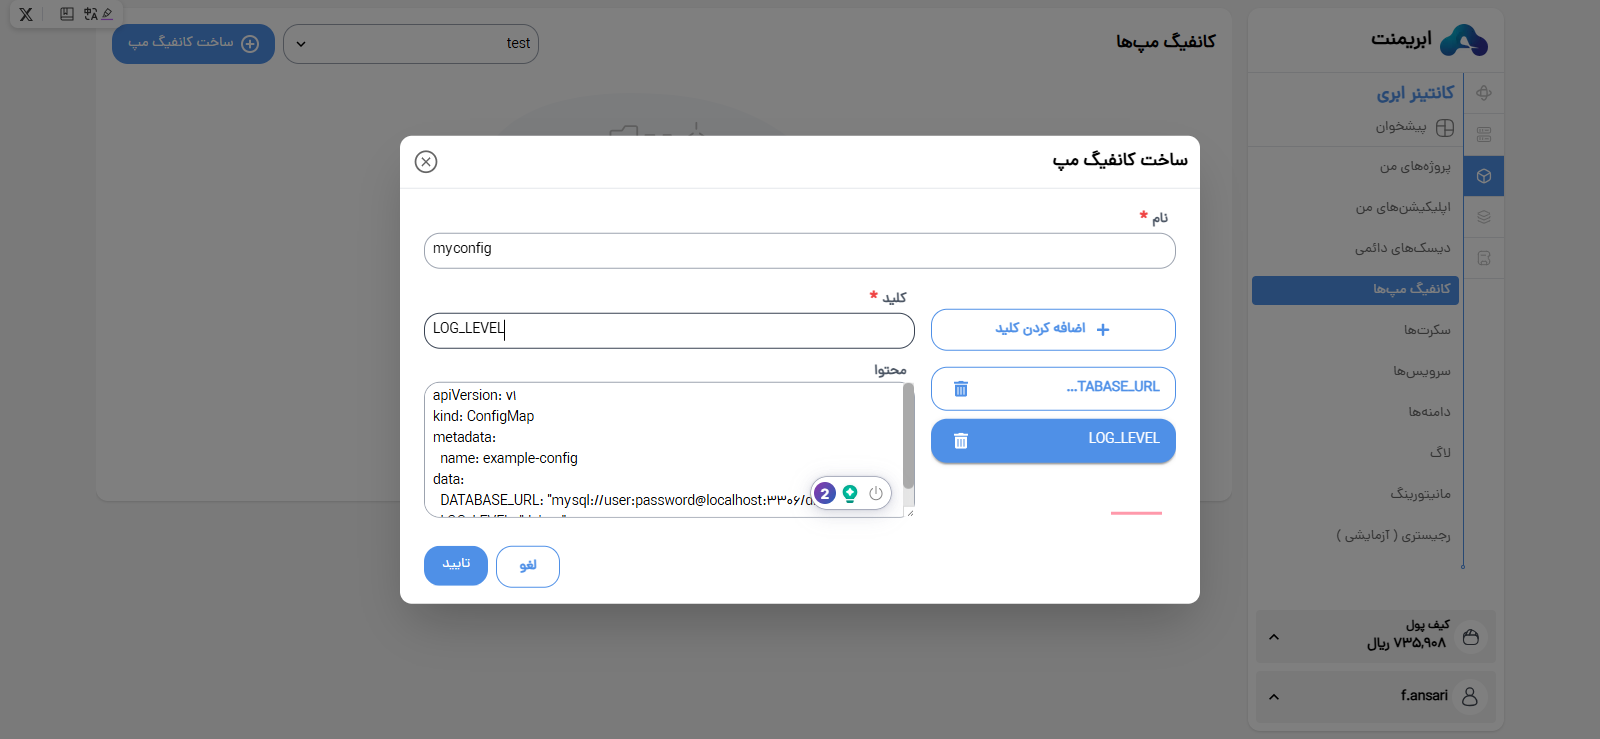 ابریمنت
کانتینر ابری
پیشخوان
پروژه‌های من
اپلیکیشن‌های من
دیسک‌های دائمی
کانفیگ مپ‌ها
سکرت‌ها
سرویس‌ها
دامنه‌ها
لاگ
مانیتورینگ
رجیستری ( آزمایشی )
کیف پول
۷۳۵,۹۰۸ ریال
f.ansari
کانفیگ مپ‌ها
test
ساخت کانفیگ مپ
ساخت کانفیگ مپ
نام *
myconfig
اضافه کردن کلید
TABASE_URL...
LOG_LEVEL
کلید *
LOG_LEVEL
محتوا
apiVersion: v۱
kind: ConfigMap
metadata:
name: example-config
data:
DATABASE_URL: "mysql://user:password@localhost:۳۳۰۶/
2
لغو
تایید